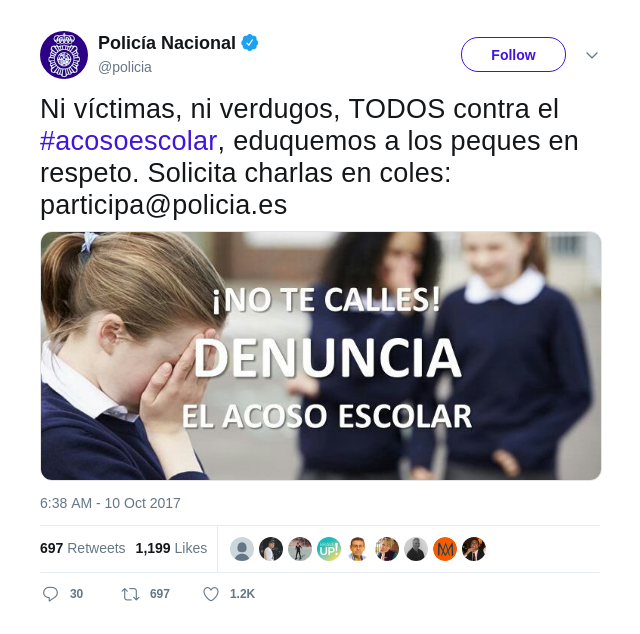 Policía Nacional
@policia
Follow
Ni víctimas, ni verdugos, TODOS contra el
#acosoescolar, eduquemos a los peques en
respeto. Solicita charlas en coles:
participa@policia.es
¡NO TE CALLES!
DENUNCIA
EL ACOSO ESCOLAR
6:38 AM - 10 Oct 2017
697 Retweets 1,199 Likes
UP!
30 697 1.2K